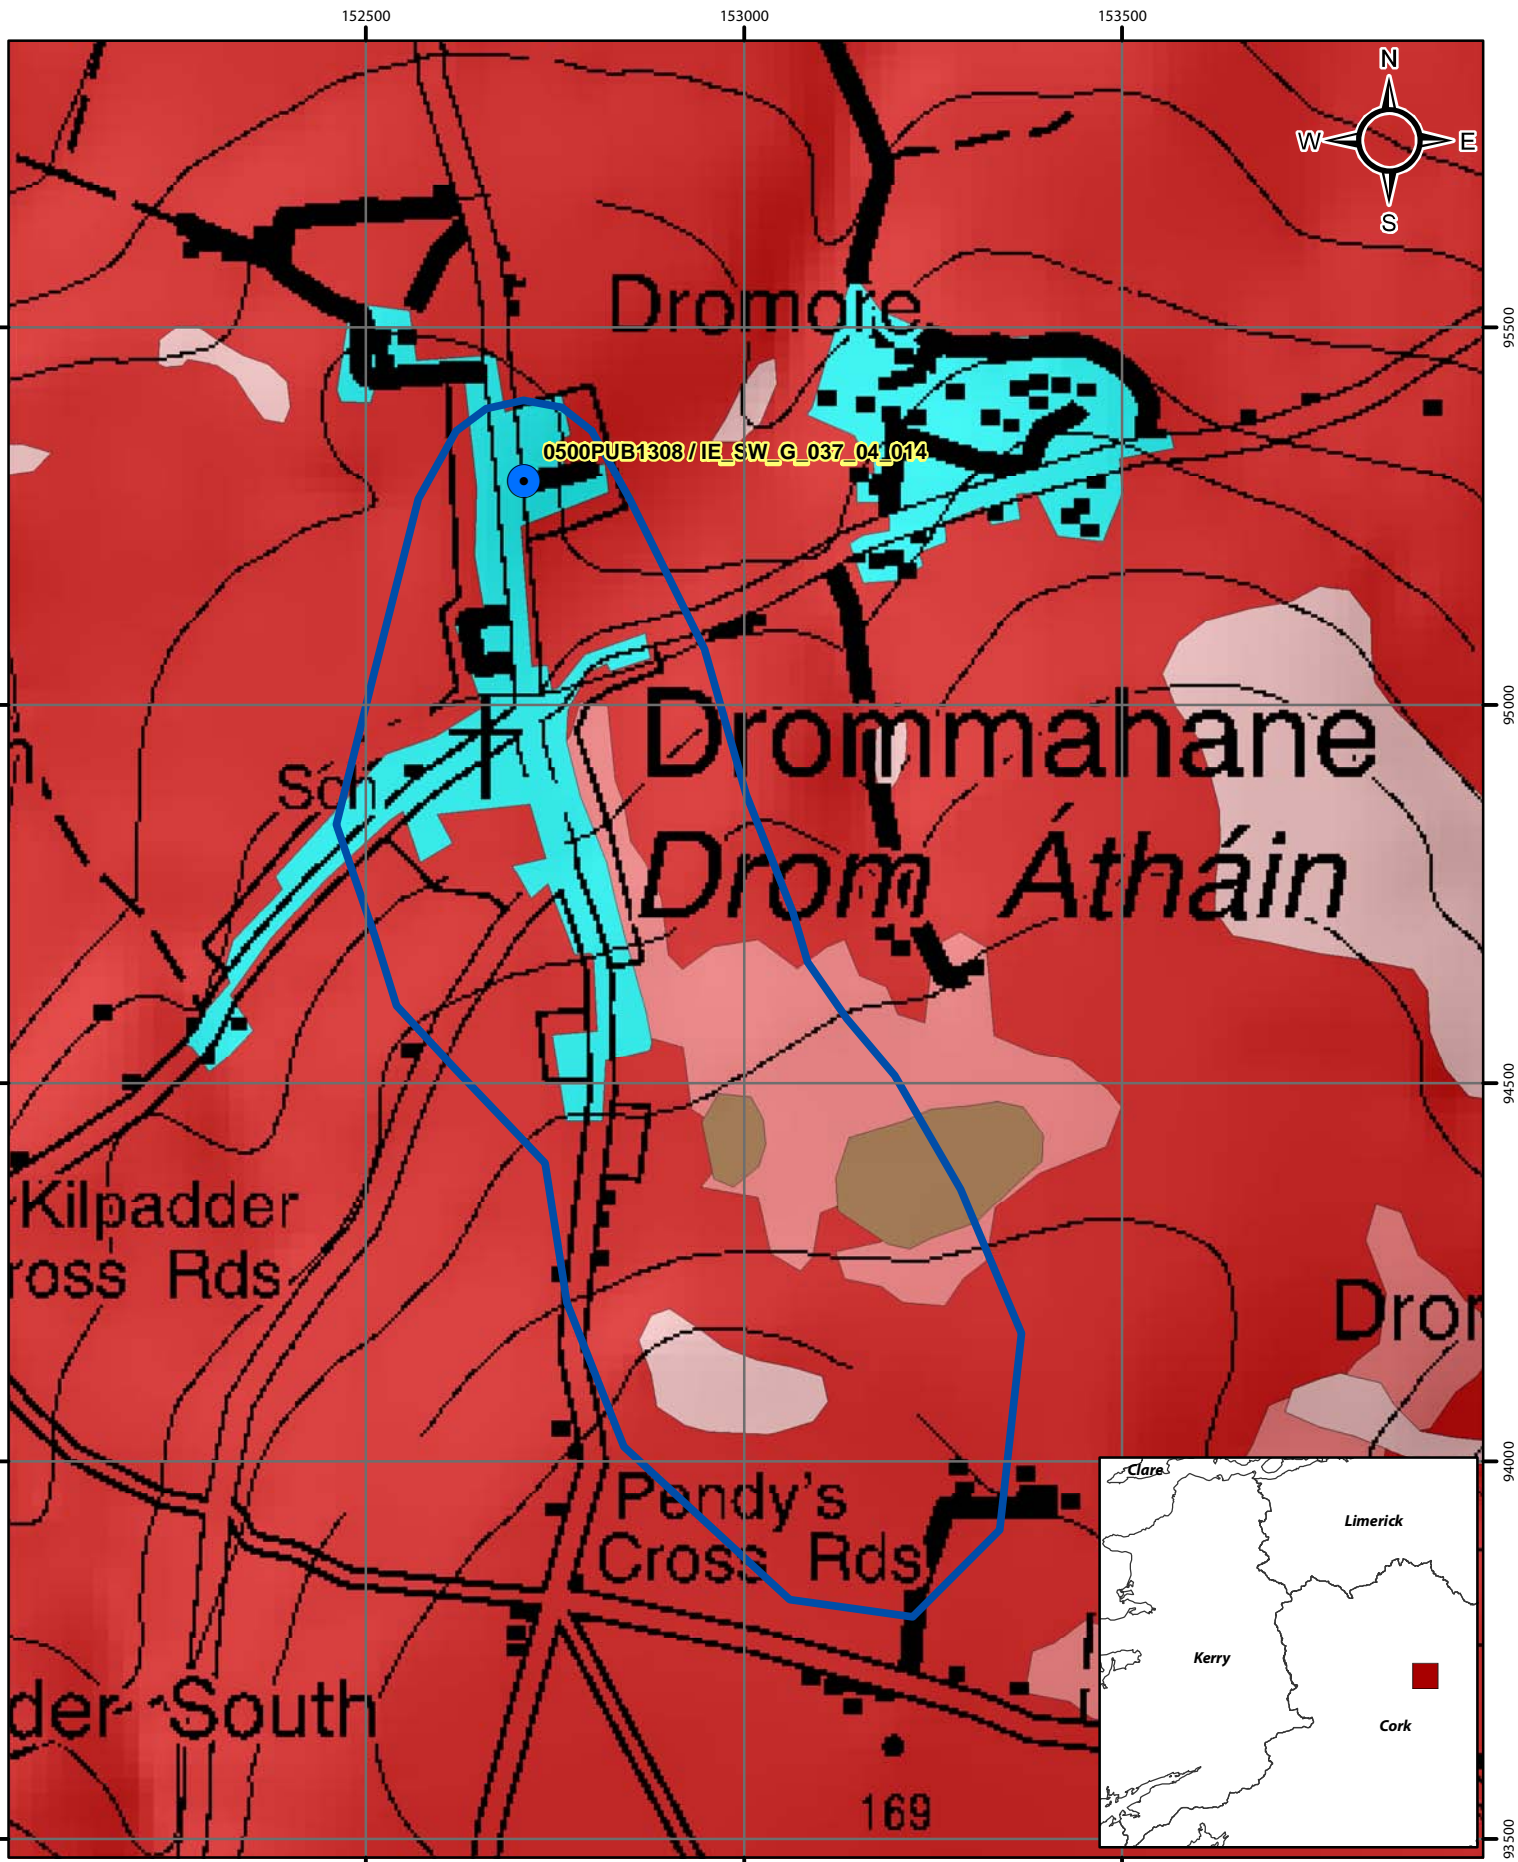 152500
153000
153500
N
W
E
S
Dromore
95500
0500PUB1308 / IE_SW_G_037_04_014
95000
Drommahane
n
Sch
Drom Átháin
94500
Kilpadder
ross Rds
Dror
94000
Pendy's
Cross Rds
Clare
Limerick
Kerry
Cork
der South
169
93500